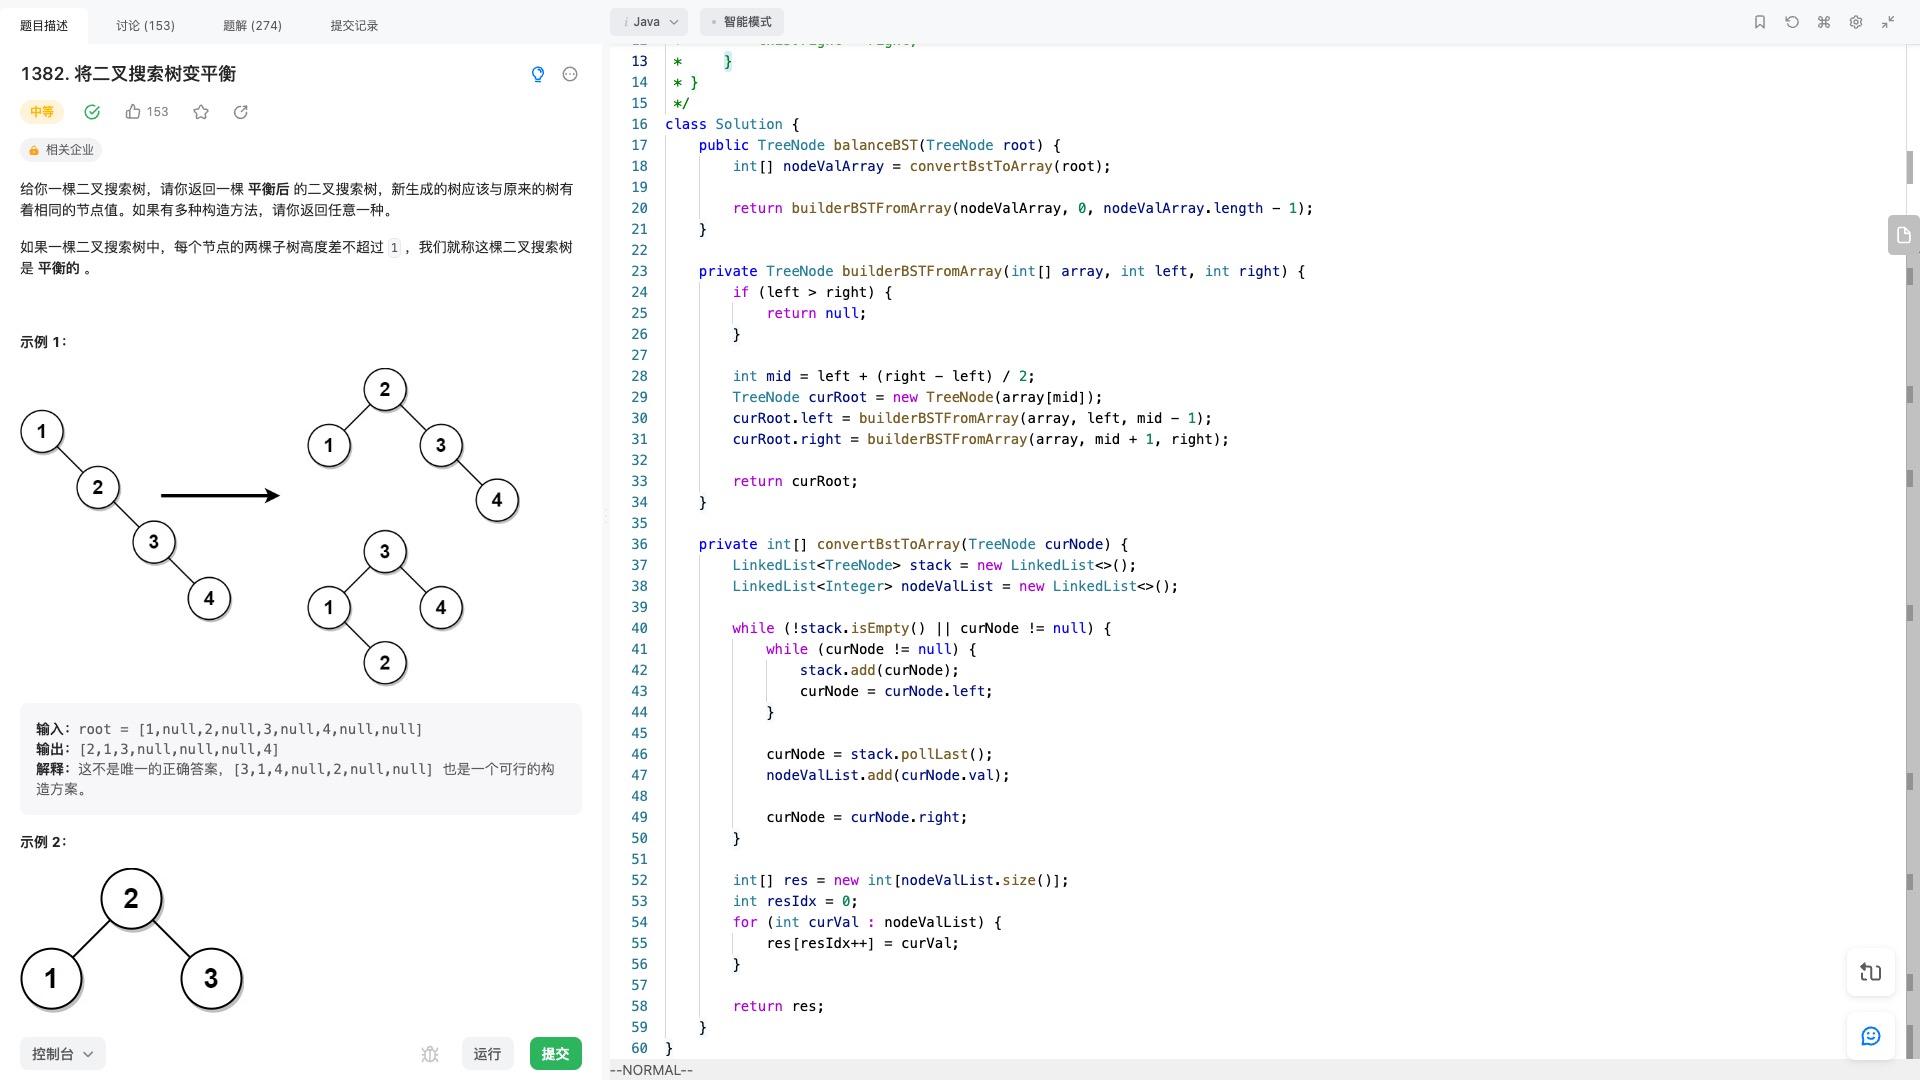 题目描述
讨论 (153)
题解 (274)
提交记录
1382. 将二叉搜索树变平衡
中等
153
相关企业
给你一棵二叉搜索树，请你返回一棵 平衡后 的二叉搜索树，新生成的树应该与原来的树有
着相同的节点值。如果有多种构造方法，请你返回任意一种。
如果一棵二叉搜索树中，每个节点的两棵子树高度差不超过 1 ，我们就称这棵二叉搜索树
是 平衡的 。
示例 1：
1
2
3
4
2
1
3
4
3
1
4
2
输入：root = [1,null,2,null,3,null,4,null,null]
输出：[2,1,3,null,null,null,4]
解释：这不是唯一的正确答案，[3,1,4,null,2,null,null] 也是一个可行的构
造方案。
示例 2：
2
1
3
控制台
运行
提交
i Java
智能模式
13 *     }
14 * }
15 */
16 class Solution {
17     public TreeNode balanceBST(TreeNode root) {
18         int[] nodeValArray = convertBstToArray(root);
19
20         return builderBSTFromArray(nodeValArray, 0, nodeValArray.length - 1);
21     }
22
23     private TreeNode builderBSTFromArray(int[] array, int left, int right) {
24         if (left > right) {
25             return null;
26         }
27
28         int mid = left + (right - left) / 2;
29         TreeNode curRoot = new TreeNode(array[mid]);
30         curRoot.left = builderBSTFromArray(array, left, mid - 1);
31         curRoot.right = builderBSTFromArray(array, mid + 1, right);
32
33         return curRoot;
34     }
35
36     private int[] convertBstToArray(TreeNode curNode) {
37         LinkedList<TreeNode> stack = new LinkedList<>();
38         LinkedList<Integer> nodeValList = new LinkedList<>();
39
40         while (!stack.isEmpty() || curNode != null) {
41             while (curNode != null) {
42                 stack.add(curNode);
43                 curNode = curNode.left;
44             }
45
46             curNode = stack.pollLast();
47             nodeValList.add(curNode.val);
48
49             curNode = curNode.right;
50         }
51
52         int[] res = new int[nodeValList.size()];
53         int resIdx = 0;
54         for (int curVal : nodeValList) {
55             res[resIdx++] = curVal;
56         }
57
58         return res;
59     }
60 }
--NORMAL--